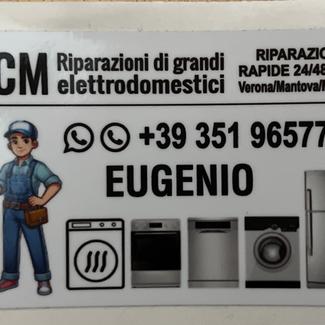 CM Riparazioni di grandi
elettrodomestici
RIPARAZIO
RAPIDE 24/48
Verona/Mantova/
+39 351 96577
EUGENIO